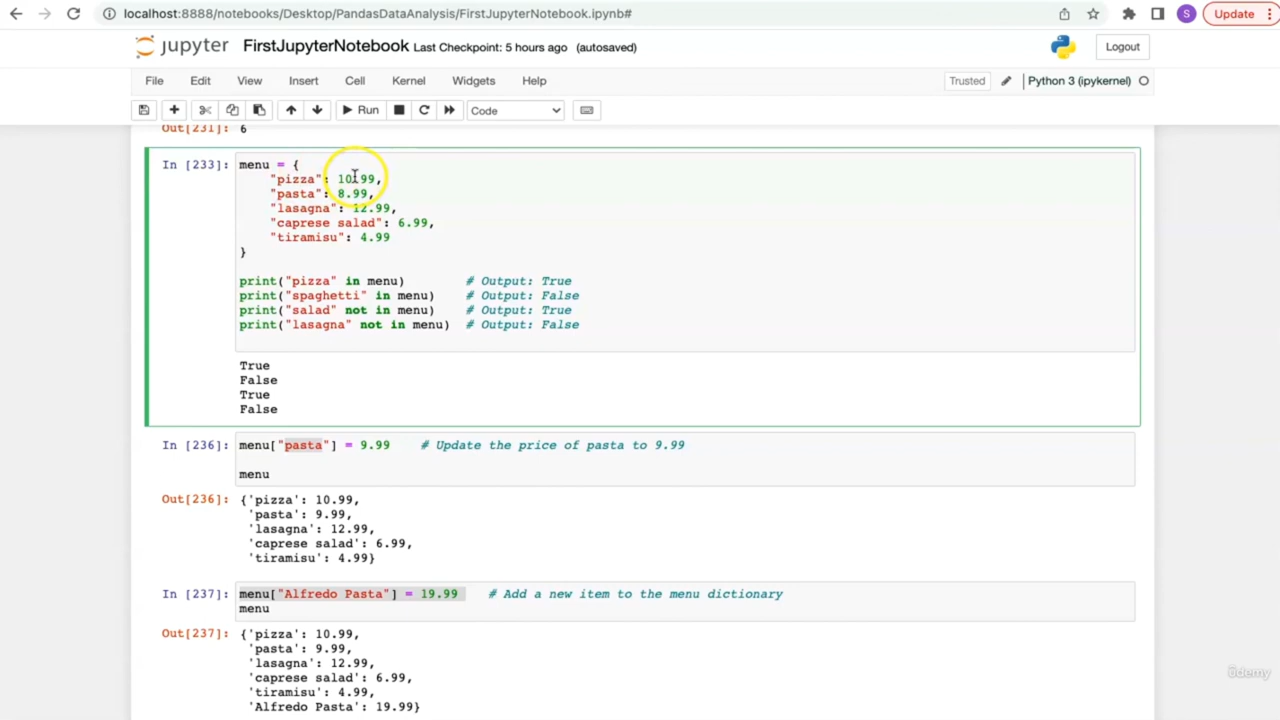 localhost:8888/notebooks/Desktop/PandasDataAnalysis/FirstJupyterNotebook.ipynb#
S
Update
jupyter FirstJupyterNotebook Last Checkpoint: 5 hours ago (autosaved)
Logout
File Edit View Insert Cell Kernel Widgets Help
Trusted Python 3 (ipykernel)
Run Code
Out[231]: 6
In [233]: menu = {
"pizza": 10.99,
"pasta": 8.99,
"lasagna": 12.99,
"caprese salad": 6.99,
"tiramisu": 4.99
}
print("pizza" in menu) # Output: True
print("spaghetti" in menu) # Output: False
print("salad" not in menu) # Output: True
print("lasagna" not in menu) # Output: False
True
False
True
False
In [236]: menu["pasta"] = 9.99 # Update the price of pasta to 9.99
menu
Out[236]: {'pizza': 10.99,
'pasta': 9.99,
'lasagna': 12.99,
'caprese salad': 6.99,
'tiramisu': 4.99}
In [237]: menu["Alfredo Pasta"] = 19.99 # Add a new item to the menu dictionary
menu
Out[237]: {'pizza': 10.99,
'pasta': 9.99,
'lasagna': 12.99,
'caprese salad': 6.99,
'tiramisu': 4.99,
'Alfredo Pasta': 19.99}
ûdemy